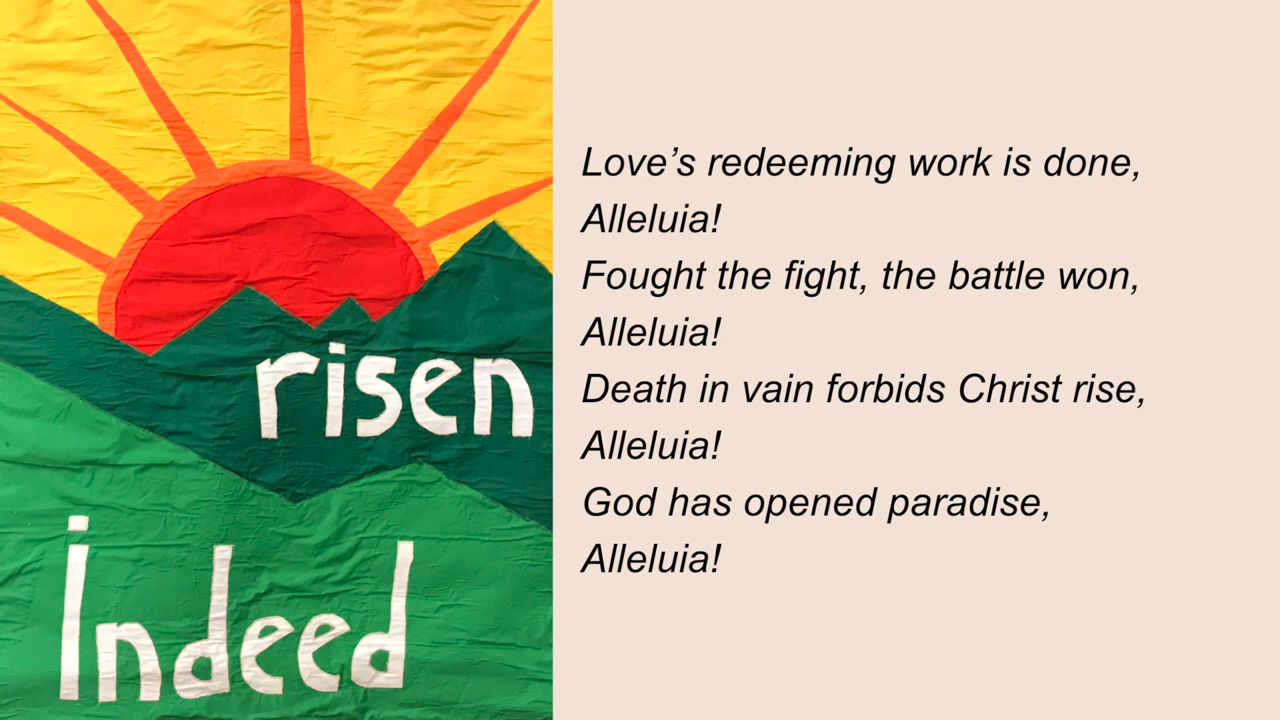 risen
indeed
Love’s redeeming work is done,
Alleluia!
Fought the fight, the battle won,
Alleluia!
Death in vain forbids Christ rise,
Alleluia!
God has opened paradise,
Alleluia!